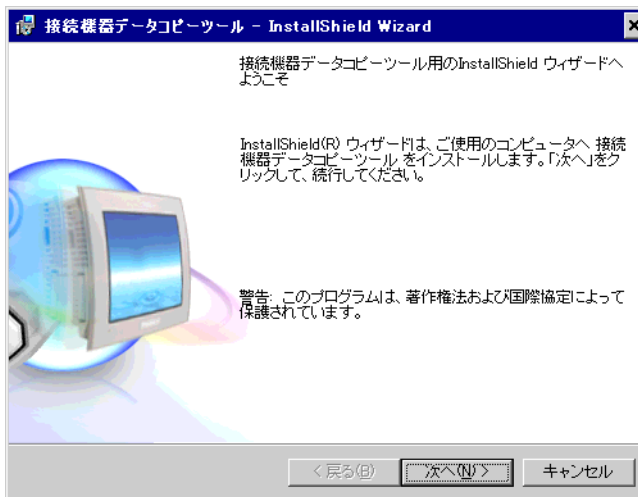 接続機器データコピーツール - InstallShield Wizard
接続機器データコピーツール用のInstallShield ウィザードへ
ようこそ
InstallShield(R) ウィザードは、ご使用のコンピュータへ 接続
機器データコピーツール をインストールします。「次へ」をク
リックして、続行してください。
警告: このプログラムは、著作権法および国際協定によって
保護されています。
< 戻る(B)
次へ(N) >
キャンセル